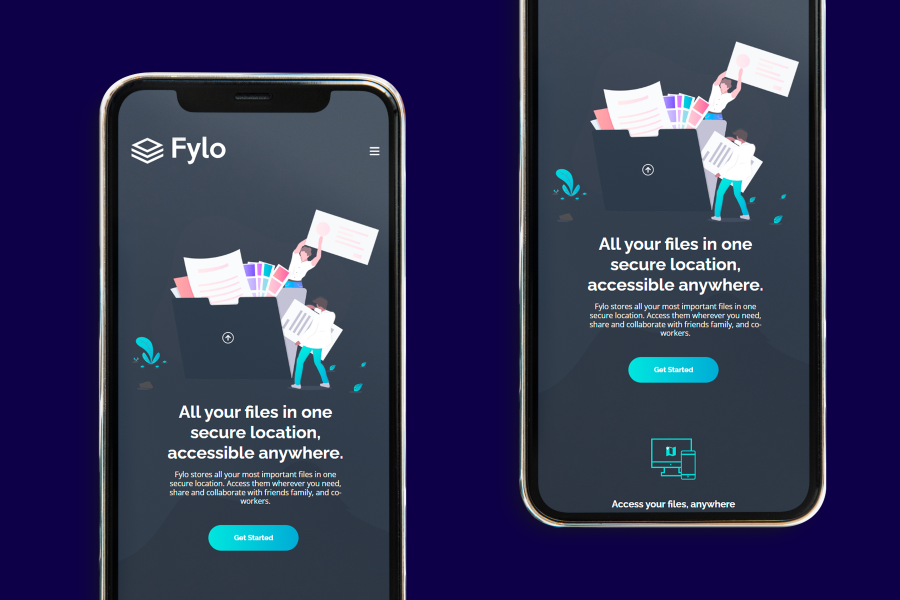 Fylo
All your files in one
secure location,
accessible anywhere.
Fylo stores all your most important files in one
secure location. Access them wherever you need,
share and collaborate with friends family, and co-
workers.
Get Started
All your files in one
secure location,
accessible anywhere.
Fylo stores all your most important files in one
secure location. Access them wherever you need,
share and collaborate with friends family, and co-
workers.
Get Started
Access your files, anywhere